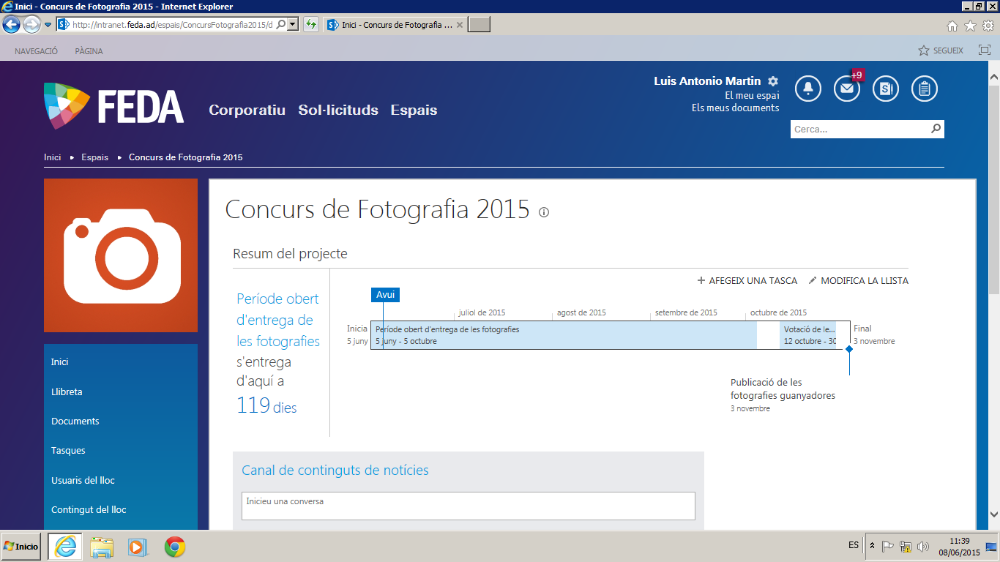 Inici - Concurs de Fotografia 2015 - Internet Explorer
http://intranet.feda.ad/espais/ConcursFotografia2015/d
Inici - Concurs de Fotografia ...
NAVEGACIÓ PÀGINA
SEGUEIX
FEDA
Corporatiu Sol·licituds Espais
Luis Antonio Martin
El meu espai
Els meus documents
+9
S
Cerca...
Inici Espais Concurs de Fotografia 2015
Inici
Llibreta
Documents
Tasques
Usuaris del lloc
Contingut del lloc
Concurs de Fotografia 2015
Resum del projecte
Període obert
d'entrega de
les fotografies
s'entrega
d'aquí a
119 dies
AFEGEIX UNA TASCA MODIFICA LA LLISTA
Avui
juliol de 2015 agost de 2015 setembre de 2015 octubre de 2015
Inicia
5 juny
Període obert d'entrega de les fotografies
5 juny - 5 octubre
Votació de le...
12 octubre - 30
Final
3 novembre
Publicació de les
fotografies guanyadores
3 novembre
Canal de continguts de notícies
Inicieu una conversa
Inicio
ES
11:39
08/06/2015